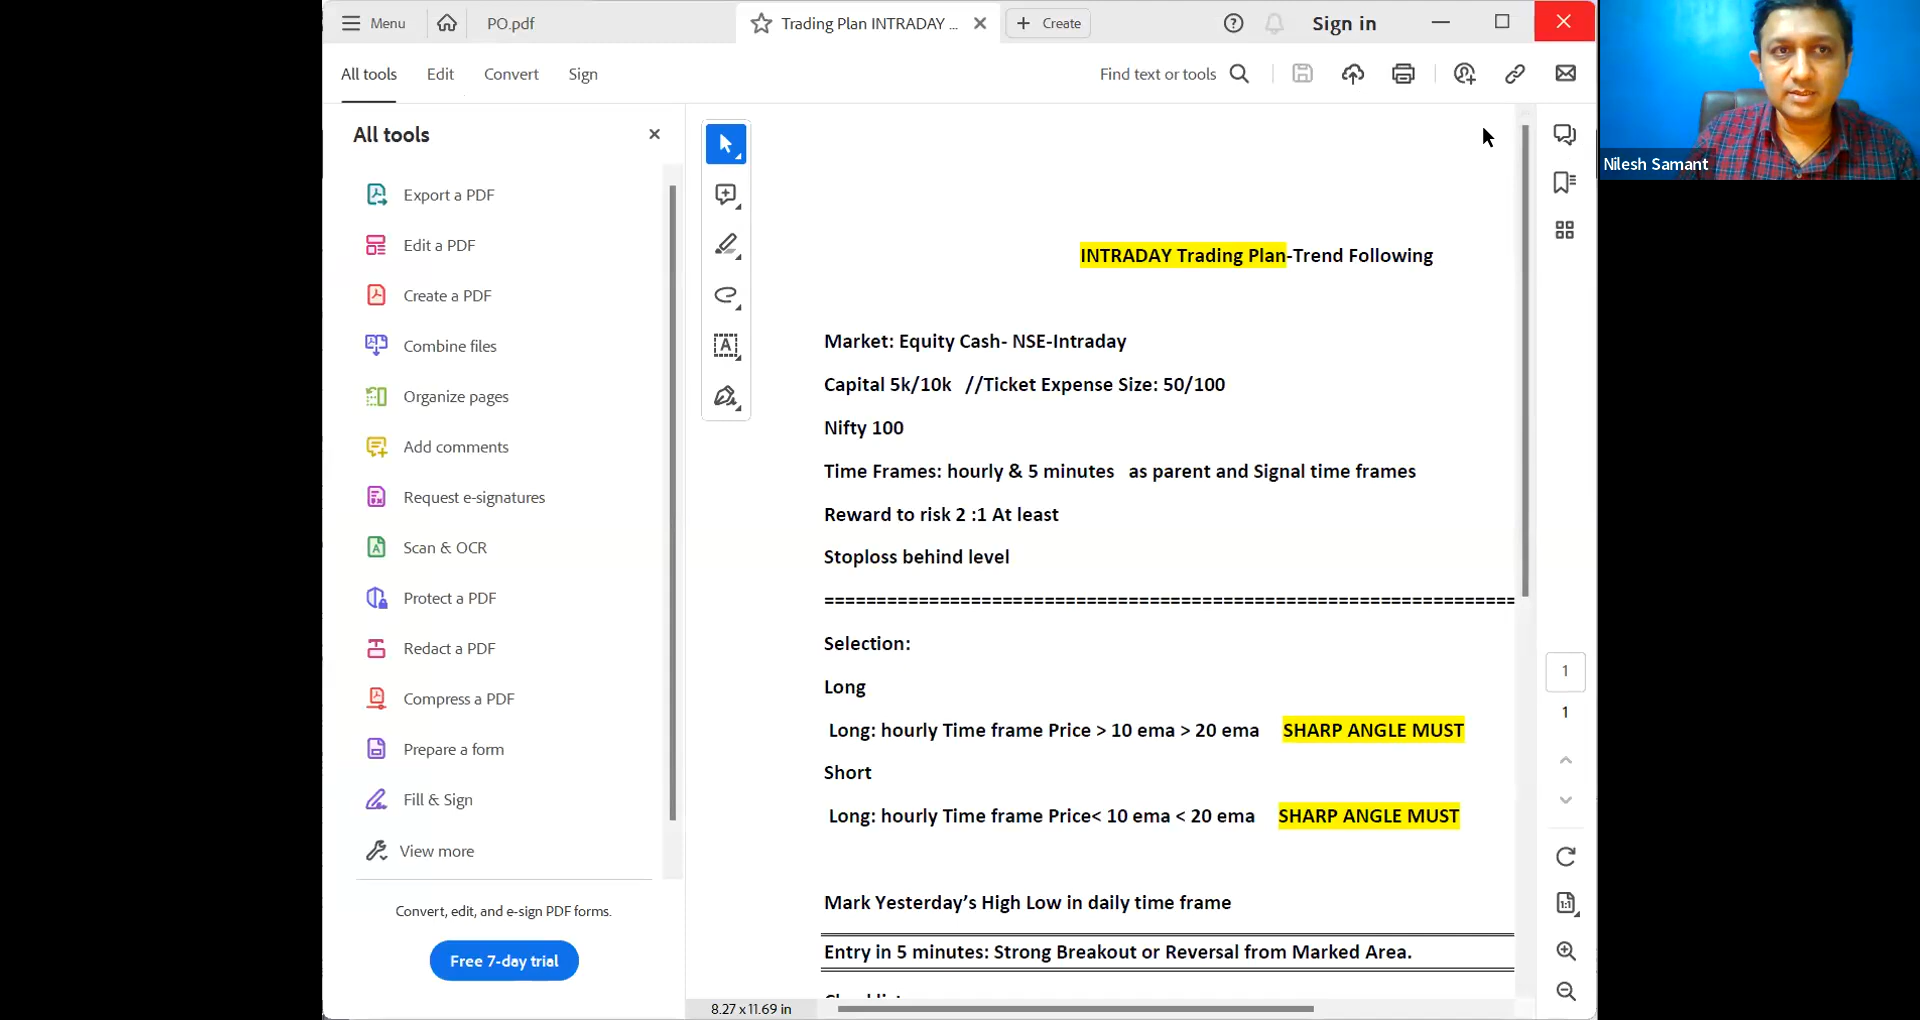 Menu
PO.pdf
Trading Plan INTRADAY ...
Create
Sign in
All tools
Edit
Convert
Sign
Find text or tools
All tools
Export a PDF
Edit a PDF
Create a PDF
Combine files
Organize pages
Add comments
Request e-signatures
Scan & OCR
Protect a PDF
Redact a PDF
Compress a PDF
Prepare a form
Fill & Sign
View more
Convert, edit, and e-sign PDF forms.
Free 7-day trial
INTRADAY Trading Plan-Trend Following
Market: Equity Cash- NSE-Intraday
Capital 5k/10k //Ticket Expense Size: 50/100
Nifty 100
Time Frames: hourly & 5 minutes as parent and Signal time frames
Reward to risk 2 :1 At least
Stoploss behind level
==================================================================
Selection:
Long
Long: hourly Time frame Price > 10 ema > 20 ema SHARP ANGLE MUST
Short
Long: hourly Time frame Price< 10 ema < 20 ema SHARP ANGLE MUST
Mark Yesterday's High Low in daily time frame
Entry in 5 minutes: Strong Breakout or Reversal from Marked Area.
8.27 x 11.69 in
1
1
Nilesh Samant